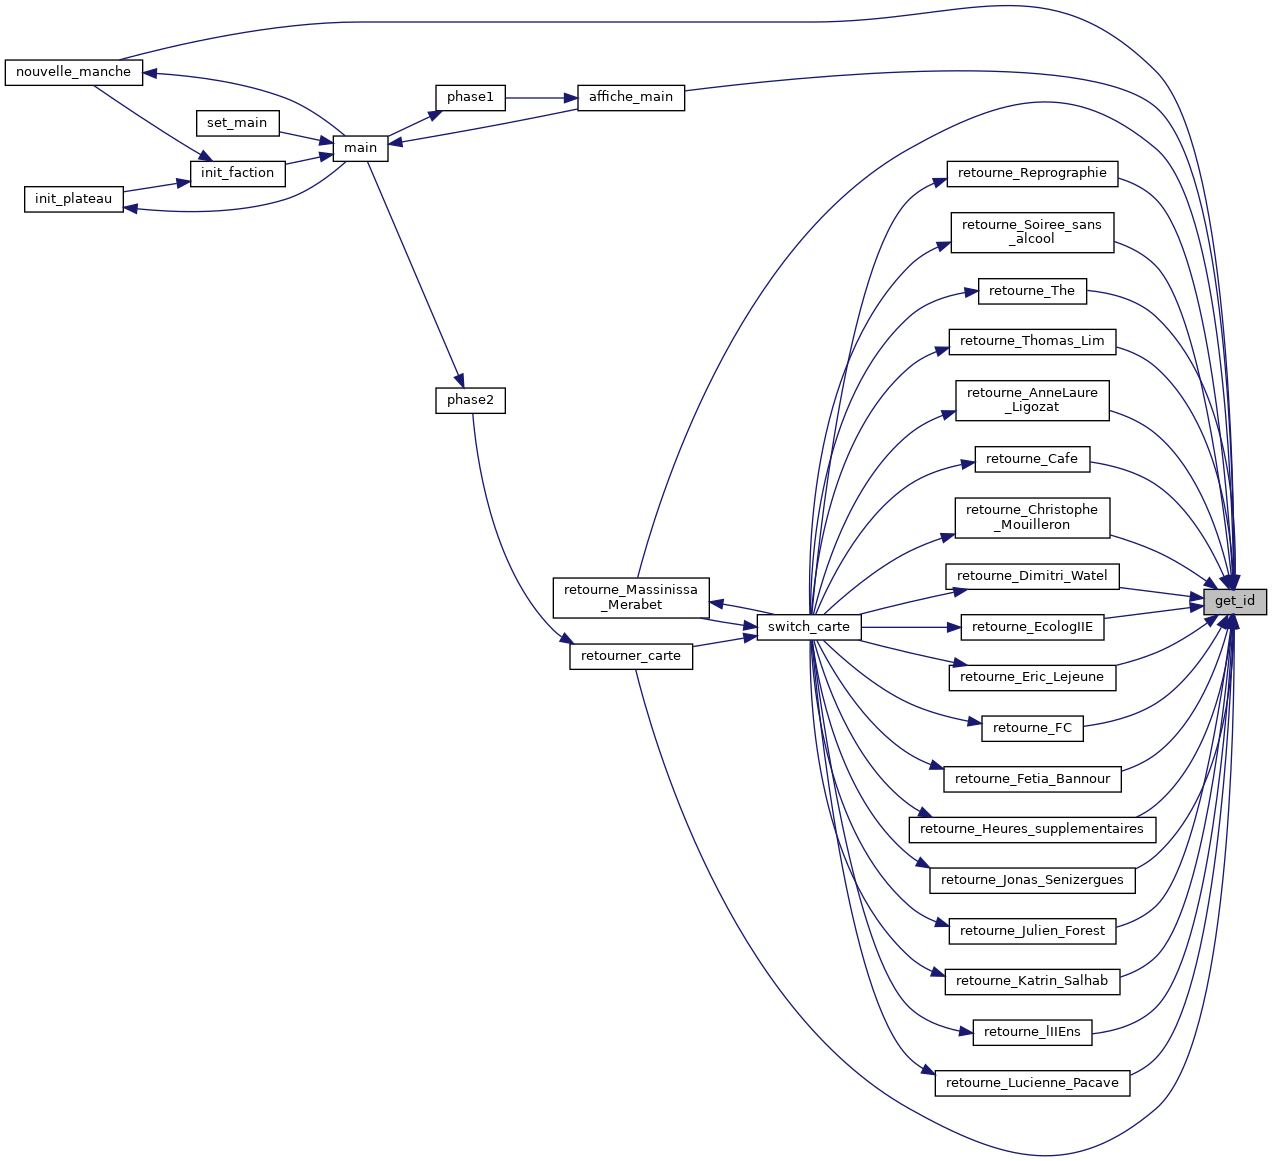 nouvelle_manche
phase1
affiche_main
set_main
main
init_faction
init_plateau
phase2
retourne_Massinissa
_Merabet
switch_carte
retourner_carte
retourne_Reprographie
retourne_Soiree_sans
_alcool
retourne_The
retourne_Thomas_Lim
retourne_AnneLaure
_Ligozat
retourne_Cafe
retourne_Christophe
_Mouilleron
retourne_Dimitri_Watel
get_id
retourne_EcologIIE
retourne_Eric_Lejeune
retourne_FC
retourne_Fetia_Bannour
retourne_Heures_supplementaires
retourne_Jonas_Senizergues
retourne_Julien_Forest
retourne_Katrin_Salhab
retourne_lIIEns
retourne_Lucienne_Pacave